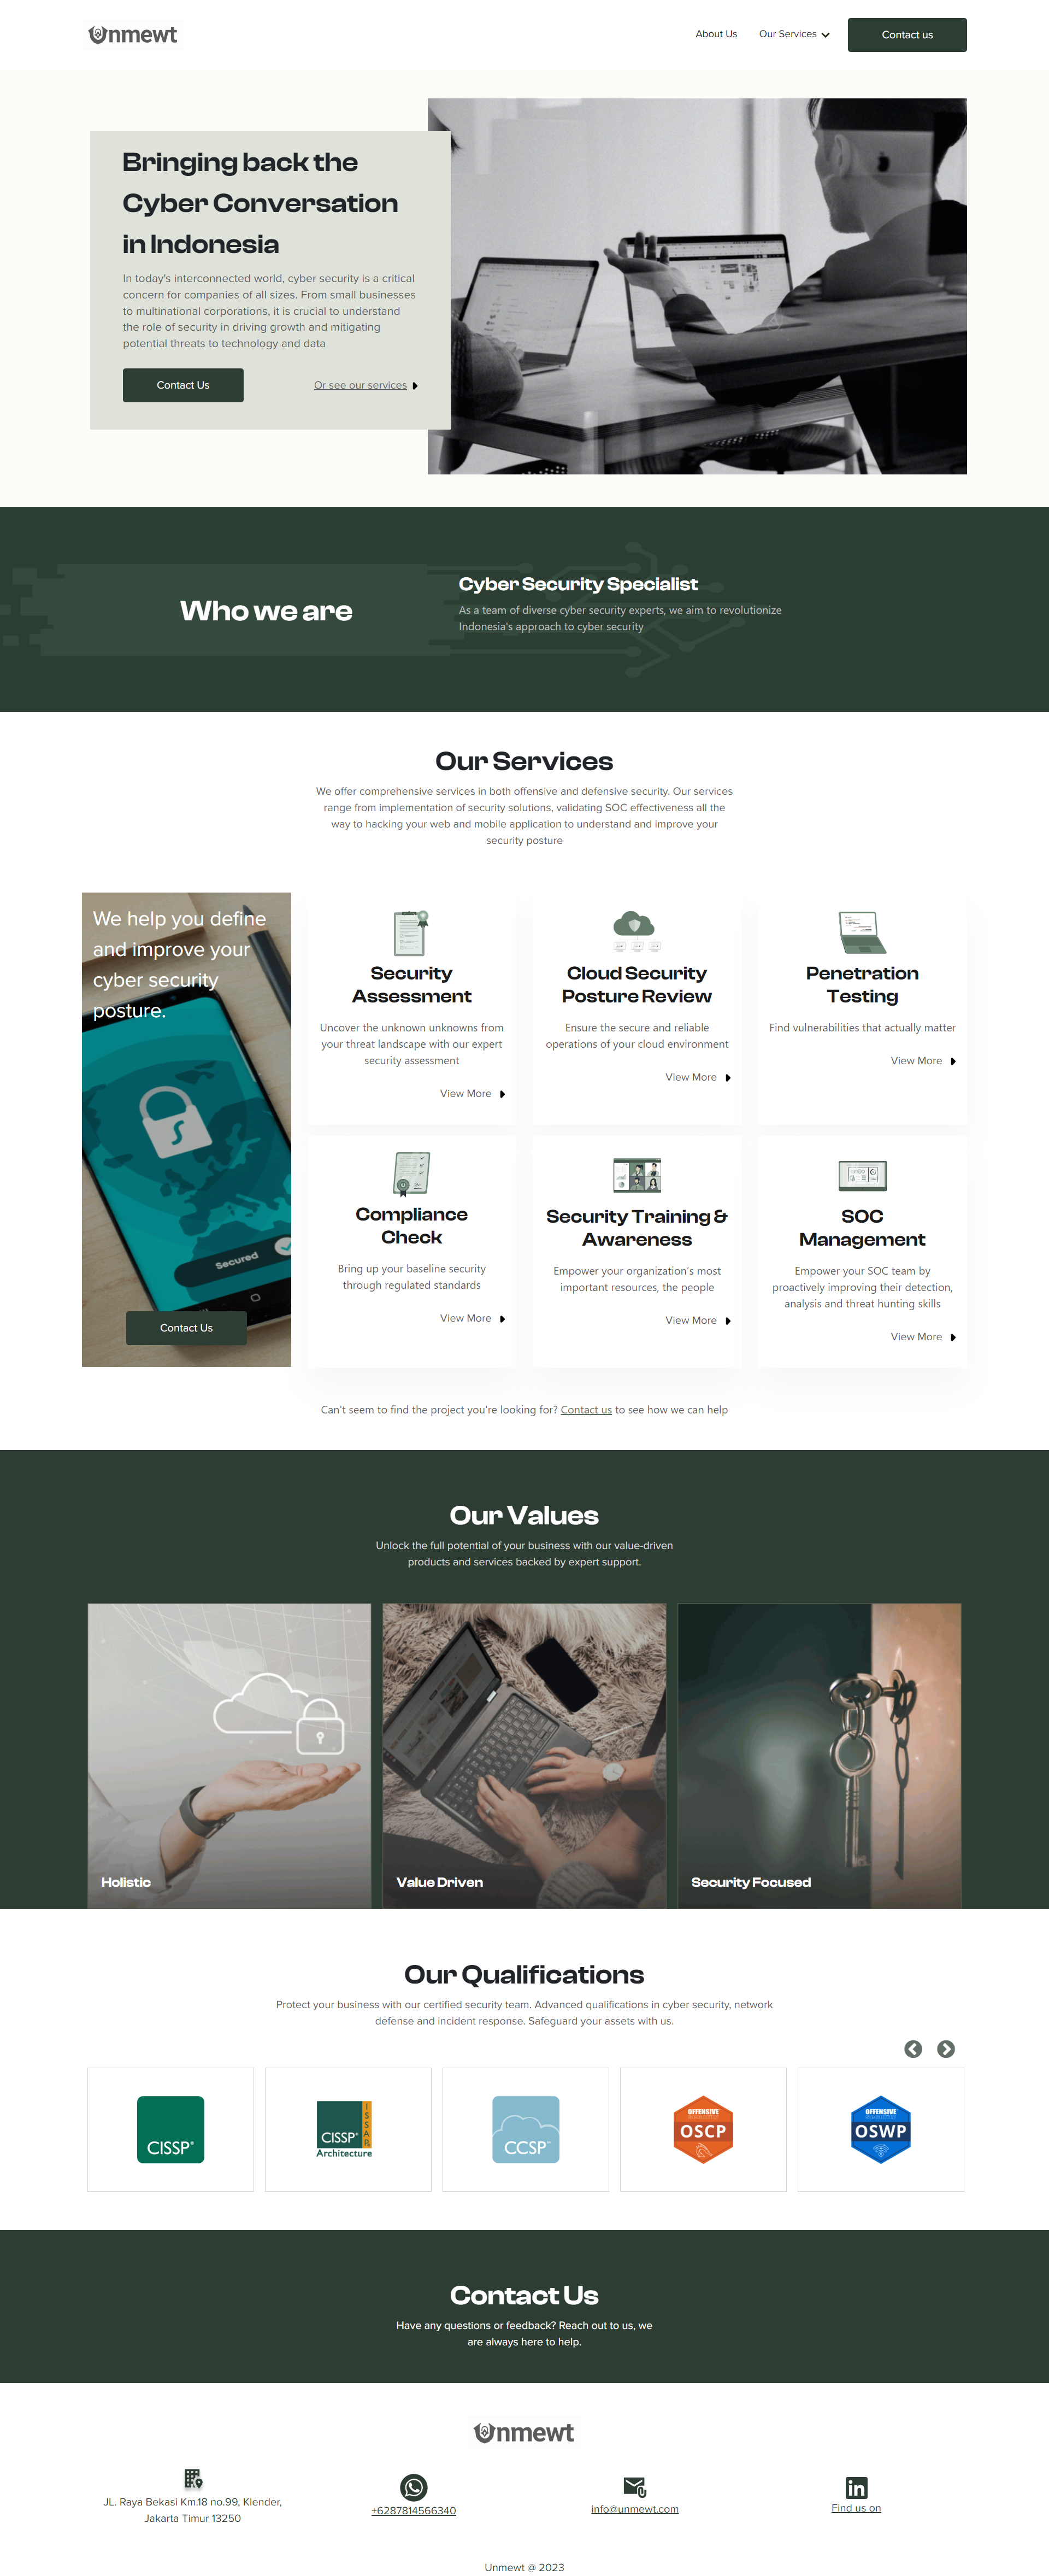 Unmewt
About Us
Our Services
Contact us
Bringing back the
Cyber Conversation
in Indonesia
In today's interconnected world, cyber security is a critical
concern for companies of all sizes. From small businesses
to multinational corporations, it is crucial to understand
the role of security in driving growth and mitigating
potential threats to technology and data
Contact Us
Or see our services
Who we are
Cyber Security Specialist
As a team of diverse cyber security experts, we aim to revolutionize
Indonesia's approach to cyber security
Our Services
We offer comprehensive services in both offensive and defensive security. Our services
range from implementation of security solutions, validating SOC effectiveness all the
way to hacking your web and mobile application to understand and improve your
security posture
We help you define
and improve your
cyber security
posture.
Secured
Contact Us
Security
Assessment
Uncover the unknown unknowns from
your threat landscape with our expert
security assessment
View More
Cloud Security
Posture Review
Ensure the secure and reliable
operations of your cloud environment
View More
Penetration
Testing
Find vulnerabilities that actually matter
View More
Compliance
Check
Bring up your baseline security
through regulated standards
View More
Security Training &
Awareness
Empower your organization's most
important resources, the people
View More
SOC
Management
Empower your SOC team by
proactively improving their detection,
analysis and threat hunting skills
View More
Can't seem to find the project you're looking for? Contact us to see how we can help
Our Values
Unlock the full potential of your business with our value-driven
products and services backed by expert support.
Holistic
Value Driven
Security Focused
Our Qualifications
Protect your business with our certified security team. Advanced qualifications in cyber security, network
defense and incident response. Safeguard your assets with us.
CISSP®
CISSP®
ISSAP
Architecture
CCSP®
OFFENSIVE
OSCP
OFFENSIVE
OSWP
Contact Us
Have any questions or feedback? Reach out to us, we
are always here to help.
Unmewt
JL. Raya Bekasi Km.18 no.99, Klender,
Jakarta Timur 13250
+6287814566340
info@unmewt.com
in
Find us on
Unmewt @ 2023